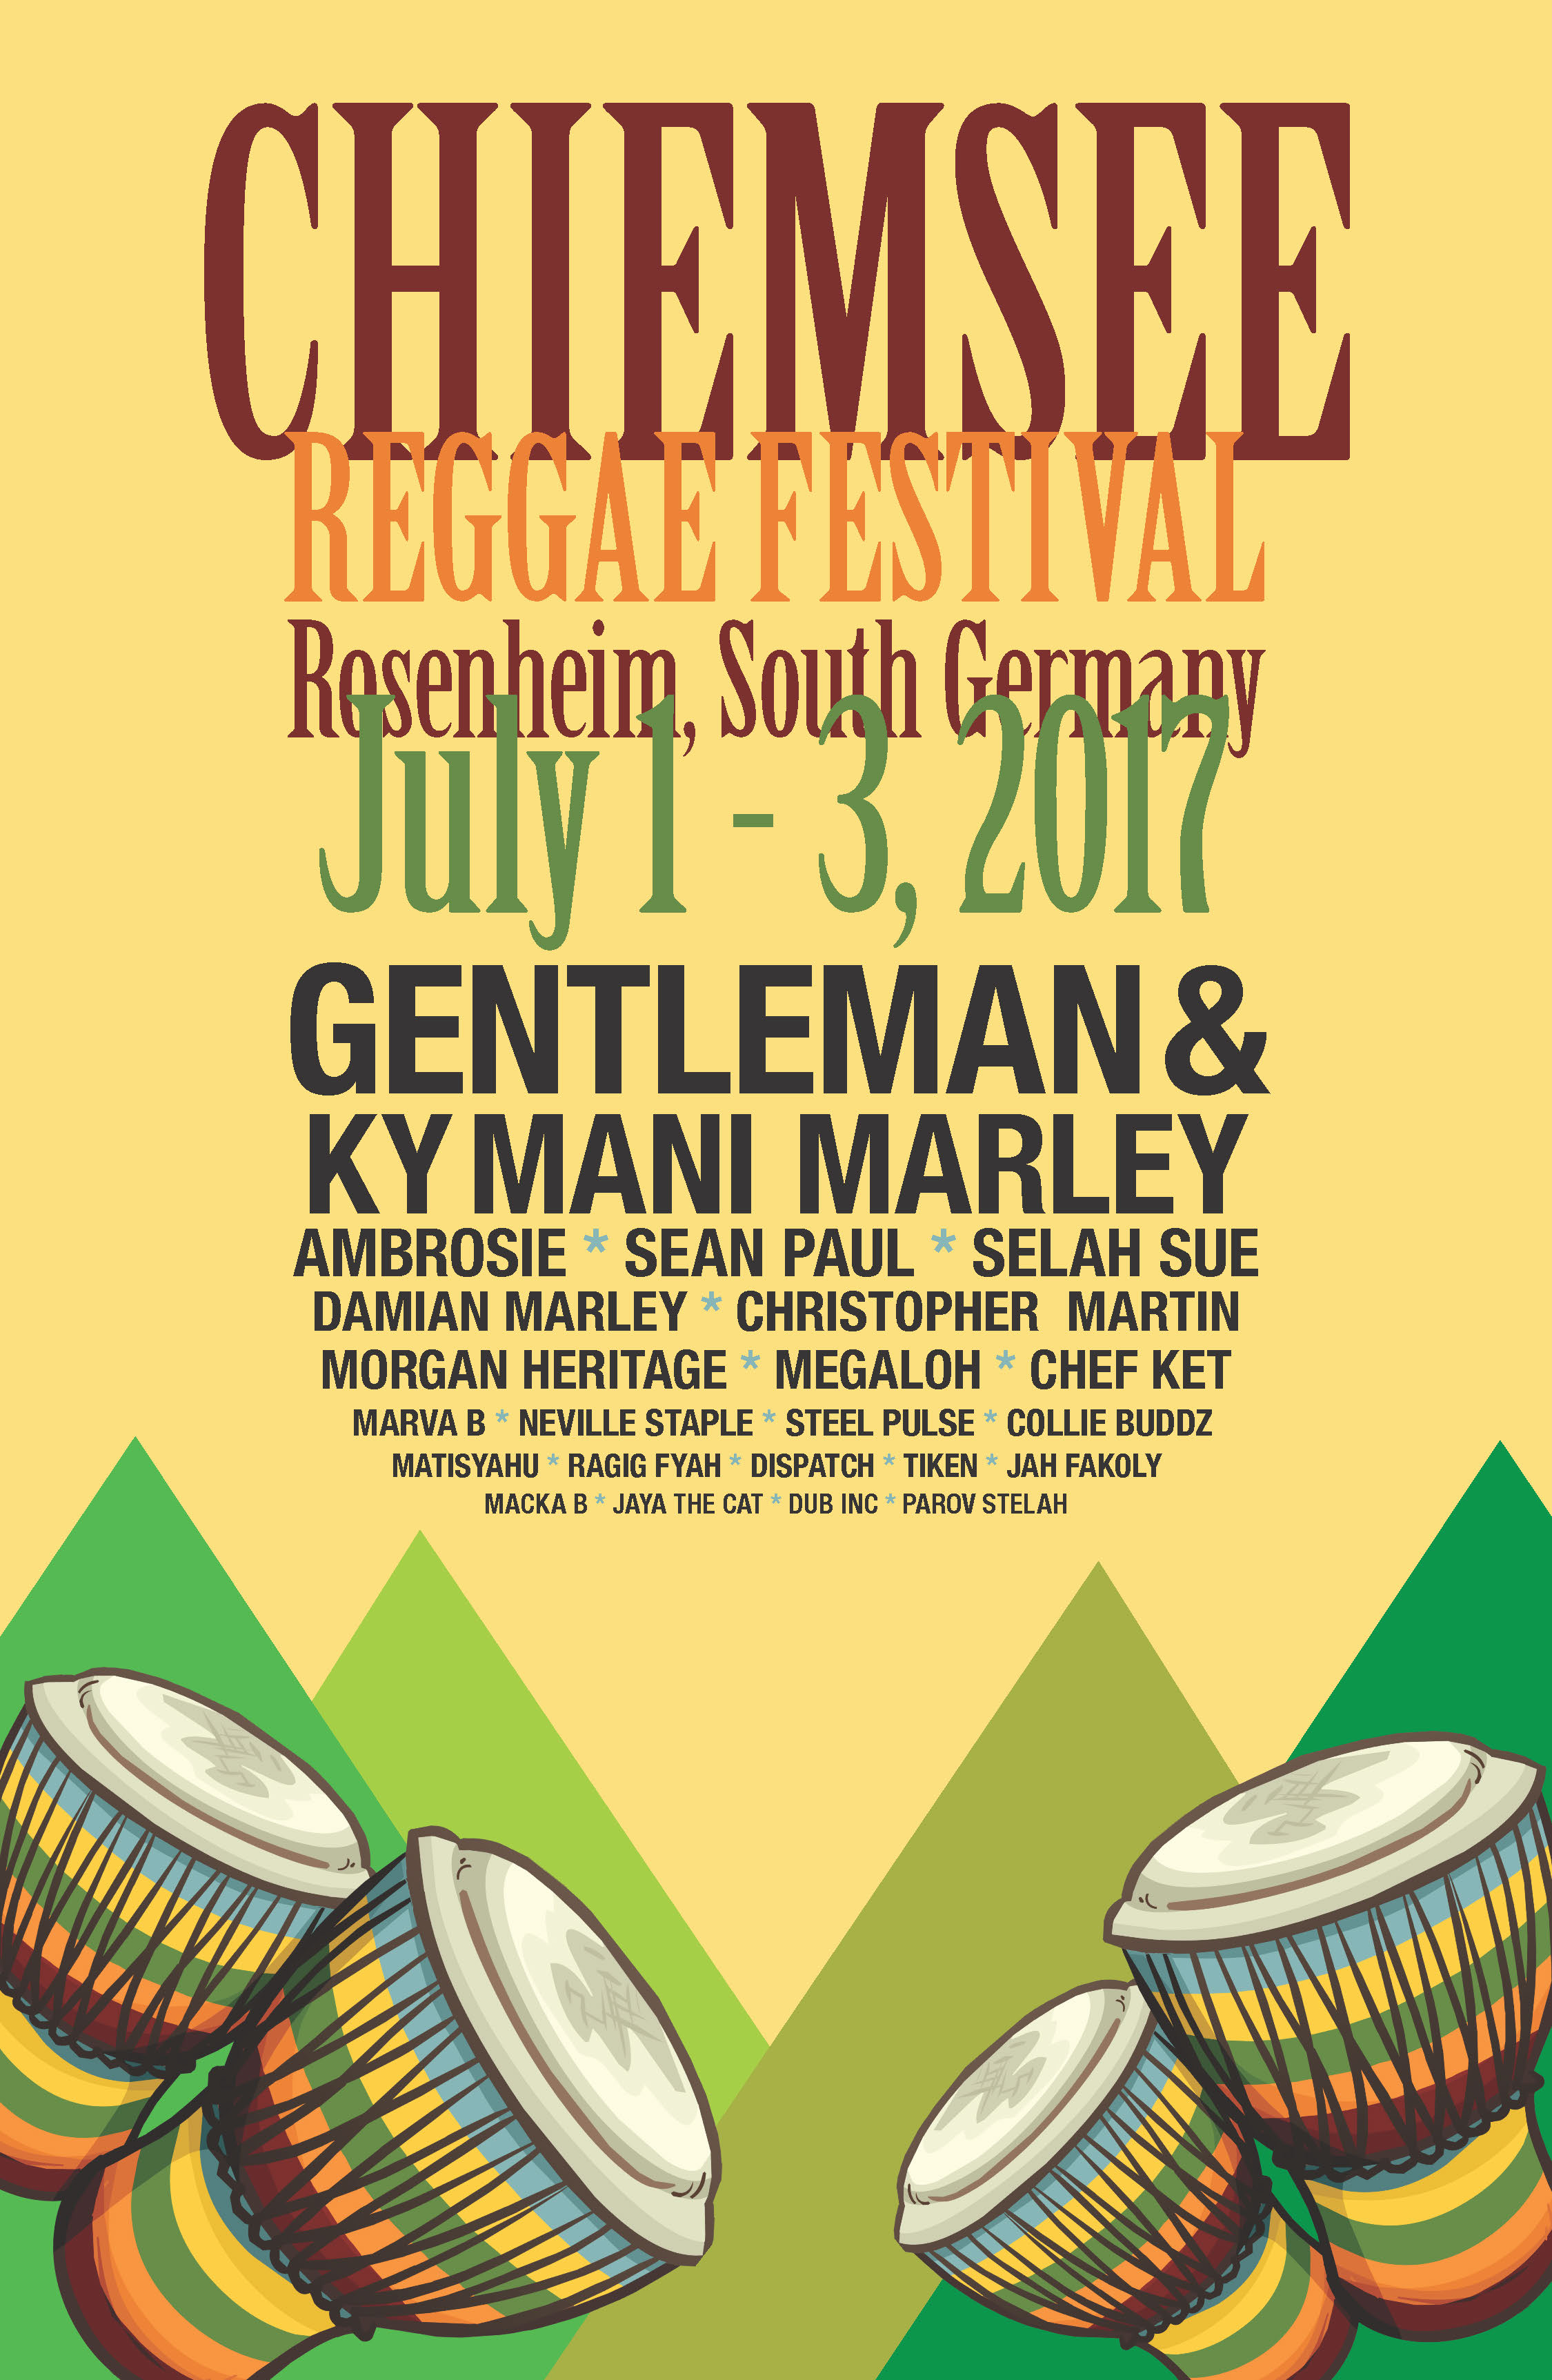 CHIEMSEE
REGGAE FESTIVAL
Rosenheim, South Germany
July 1 - 3, 2017
GENTLEMAN &
KY MANI MARLEY
AMBROSIE * SEAN PAUL * SELAH SUE
DAMIAN MARLEY * CHRISTOPHER MARTIN
MORGAN HERITAGE * MEGALOH * CHEF KET
MARVA B * NEVILLE STAPLE * STEEL PULSE * COLLIE BUDDZ
MATISYAHU * RAGIG FYAH * DISPATCH * TIKEN * JAH FAKOLY
MACKA B * JAYA THE CAT * DUB INC * PAROV STELAH